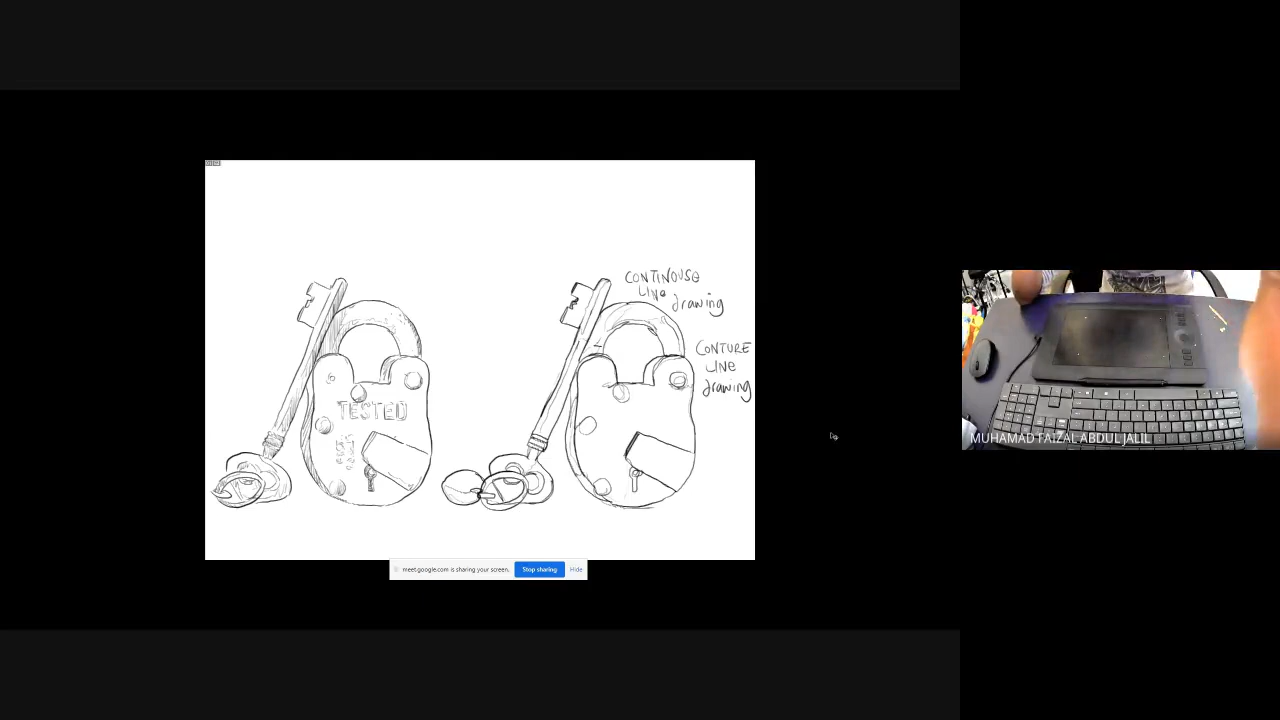 CONTINOUSE
LINE
drawing
CONTURE
LINE
drawing
TESTED
meet.google.com is sharing your screen.
Stop sharing
Hide
MUHAMAD FAIZAL ABDUL JALIL